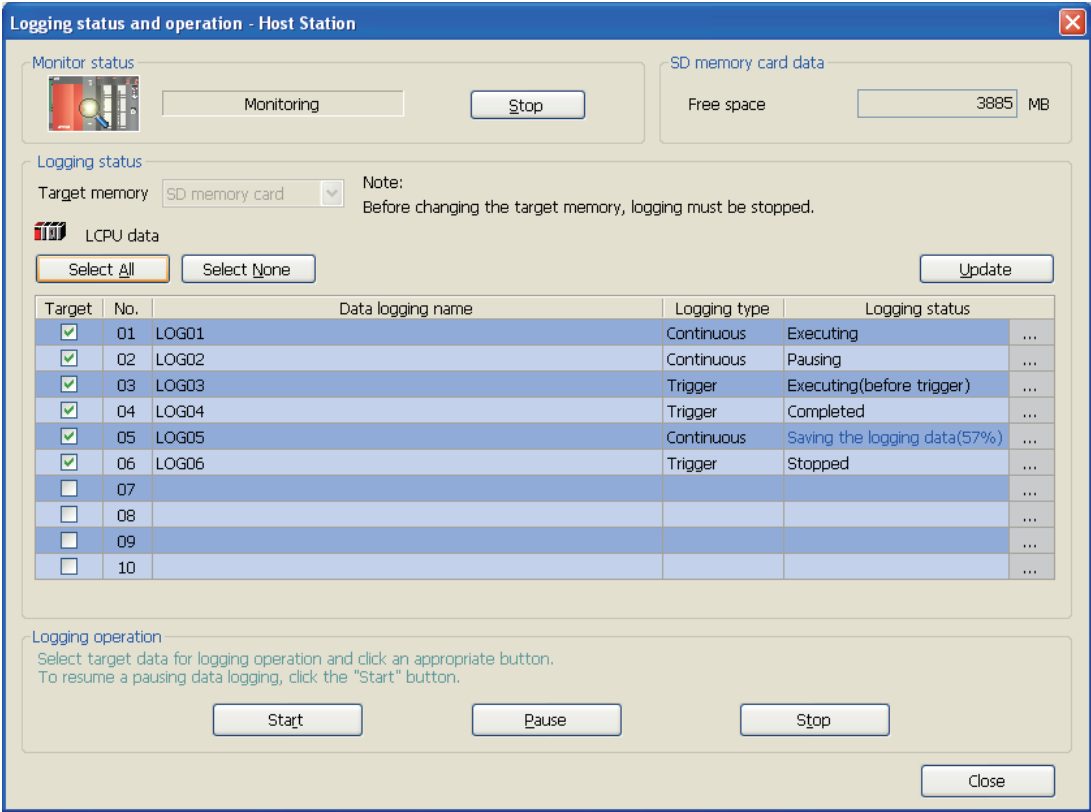 Logging status and operation - Host Station
Monitor status
Monitoring
Stop
SD memory card data
Free space 3885 MB
Logging status
Target memory SD memory card
Note:
Before changing the target memory, logging must be stopped.
LCPU data
Select All Select None Update
Target No. Data logging name Logging type Logging status
01 LOG01 Continuous Executing ...
02 LOG02 Continuous Pausing ...
03 LOG03 Trigger Executing(before trigger) ...
04 LOG04 Trigger Completed ...
05 LOG05 Continuous Saving the logging data(57%) ...
06 LOG06 Trigger Stopped ...
07 ...
08 ...
09 ...
10 ...
Logging operation
Select target data for logging operation and click an appropriate button.
To resume a pausing data logging, click the "Start" button.
Start Pause Stop
Close